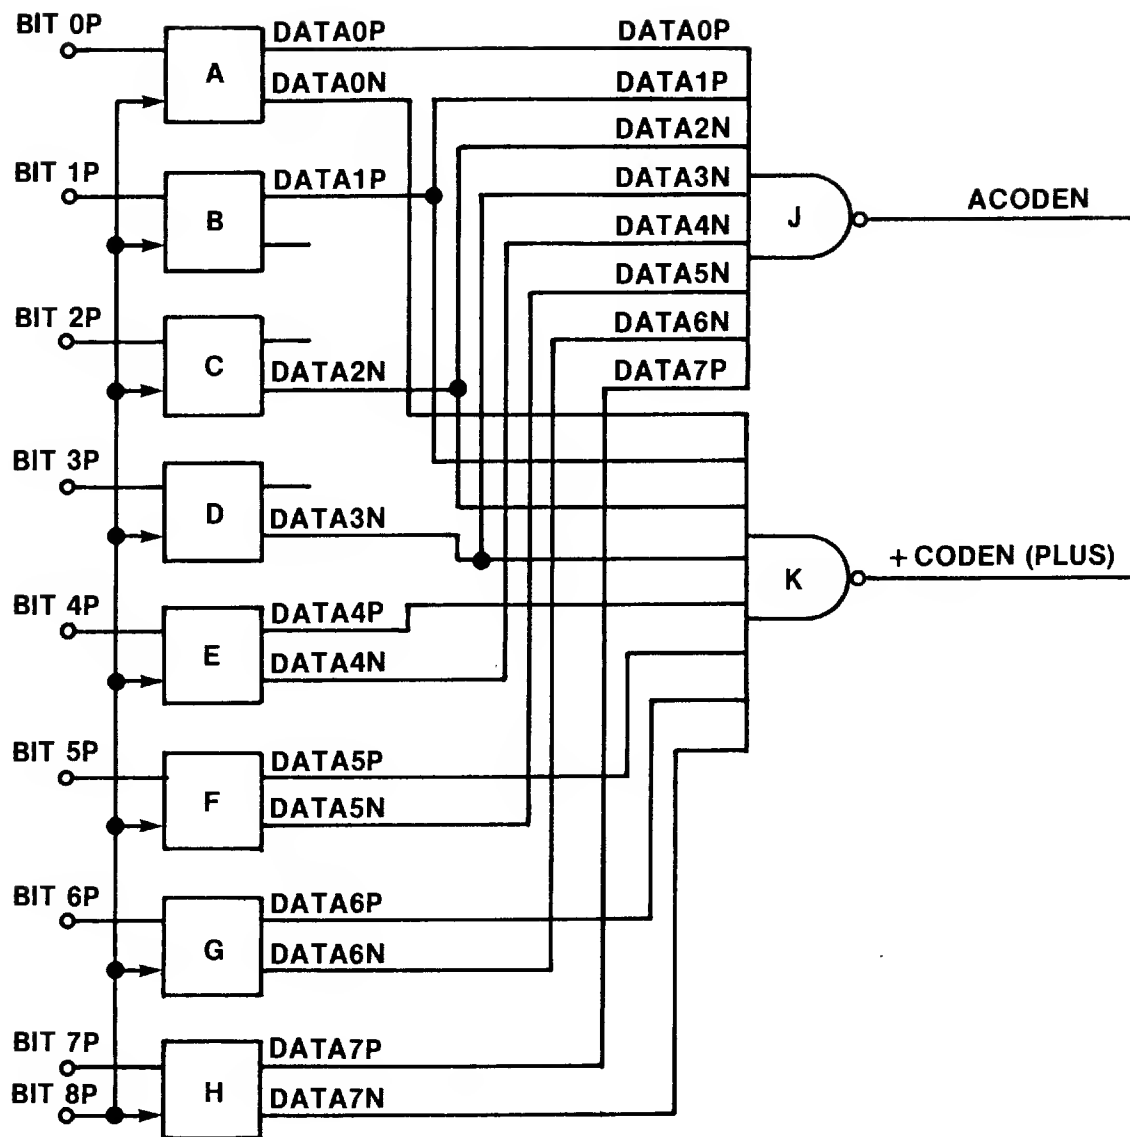 BIT 0P
A
DATA0P
DATA0N
DATA0P
DATA1P
DATA2N
DATA3N
DATA4N
DATA5N
DATA6N
DATA7P
J
ACODEN
BIT 1P
B
DATA1P
BIT 2P
C
DATA2N
BIT 3P
D
DATA3N
K
+ CODEN (PLUS)
BIT 4P
E
DATA4P
DATA4N
BIT 5P
F
DATA5P
DATA5N
BIT 6P
G
DATA6P
DATA6N
BIT 7P
BIT 8P
H
DATA7P
DATA7N